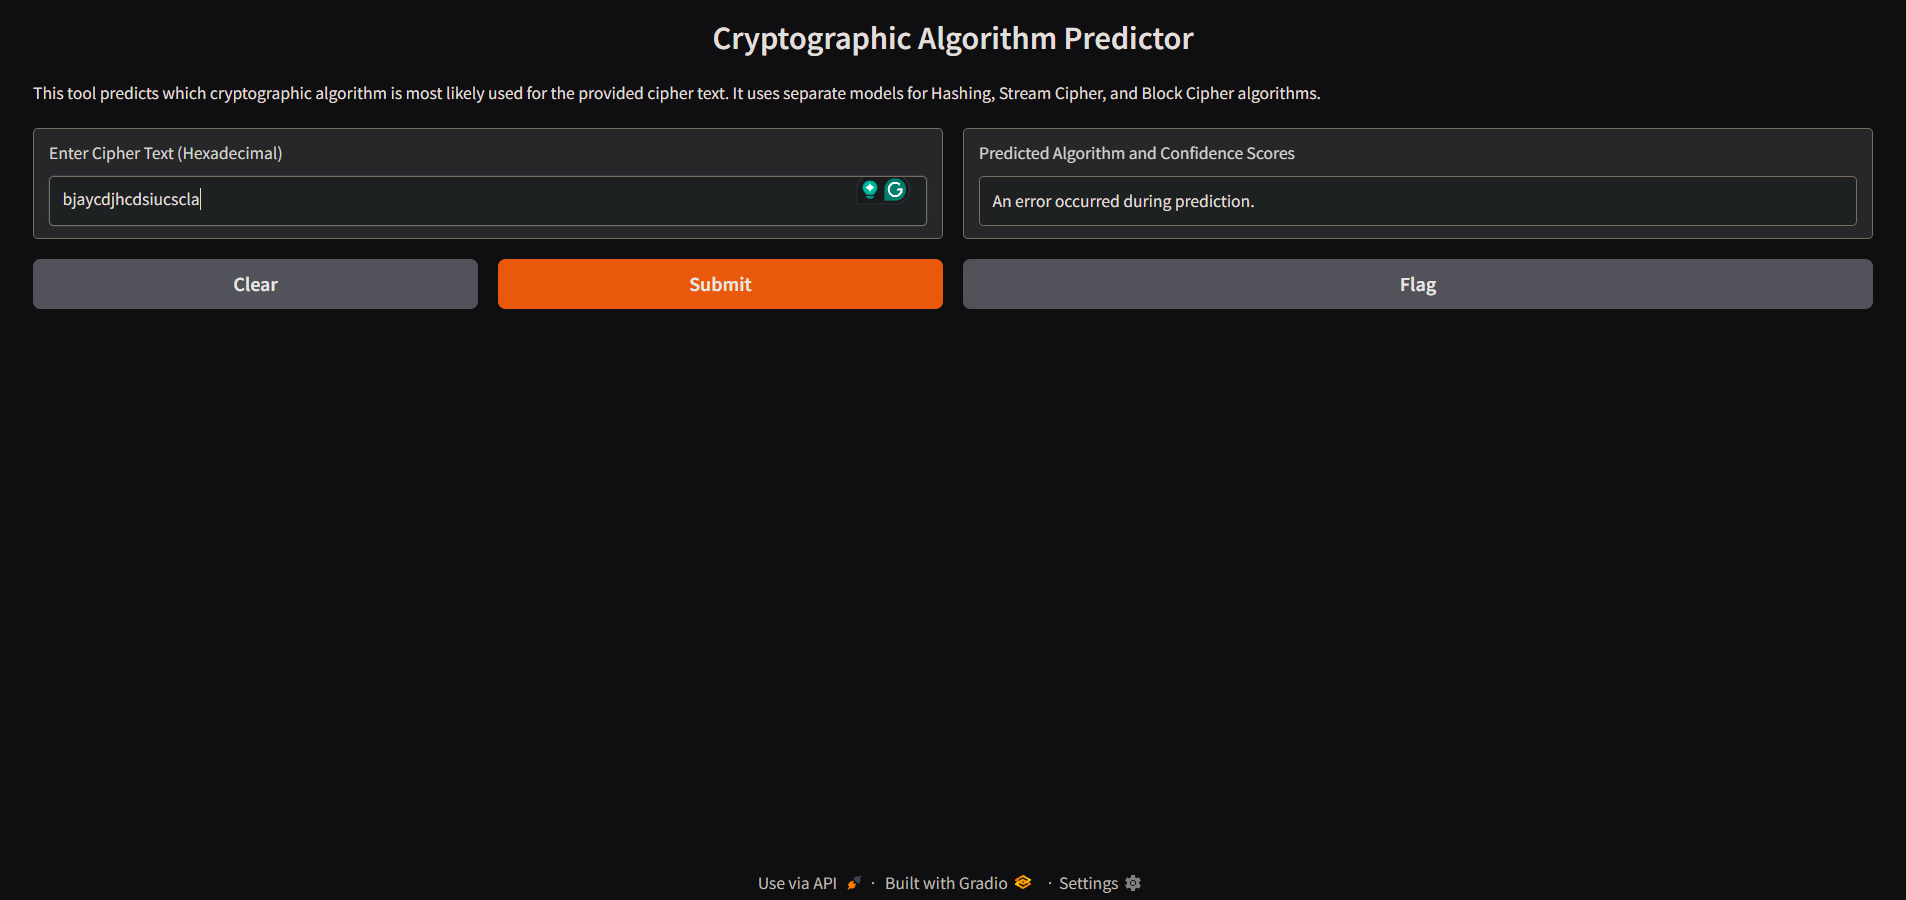 Cryptographic Algorithm Predictor
This tool predicts which cryptographic algorithm is most likely used for the provided cipher text. It uses separate models for Hashing, Stream Cipher, and Block Cipher algorithms.
Enter Cipher Text (Hexadecimal)
bjaycdjhcdsiucscla
Predicted Algorithm and Confidence Scores
An error occurred during prediction.
Clear
Submit
Flag
Use via API · Built with Gradio · Settings